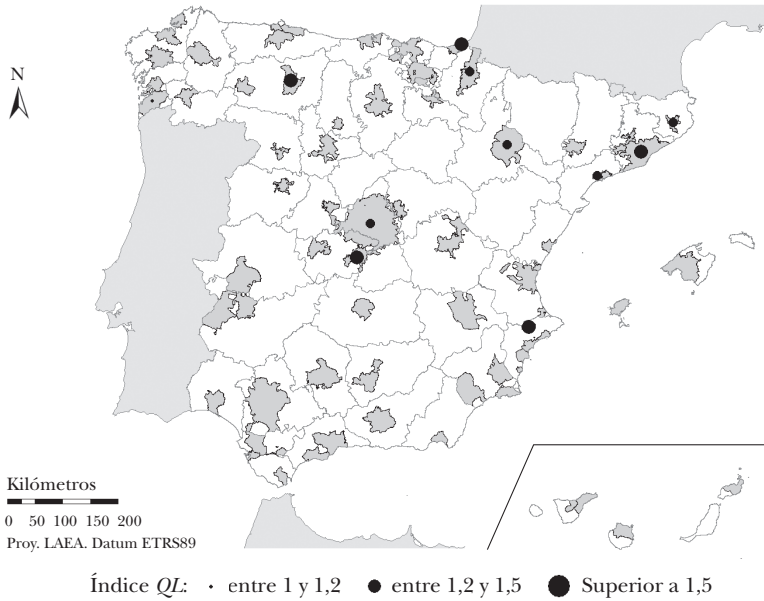 N
Kilómetros
0 50 100 150 200
Proy. LAEA. Datum ETRS89
Índice QL: entre 1 y 1,2 entre 1,2 y 1,5 Superior a 1,5